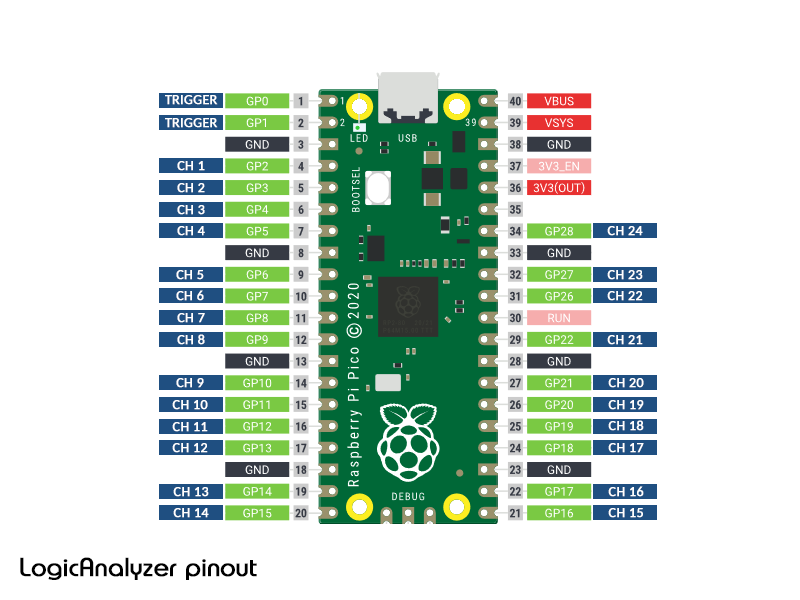 TRIGGER GP0 1 1 40 VBUS
TRIGGER GP1 2 2 39 39 VSYS
LED USB
GND 3 38 GND
CH 1 GP2 4 37 3V3_EN
CH 2 GP3 5 BOOTSEL 36 3V3(OUT)
CH 3 GP4 6 35
CH 4 GP5 7 34 GP28 CH 24
GND 8 33 GND
CH 5 GP6 9 32 GP27 CH 23
CH 6 GP7 10 31 GP26 CH 22
CH 7 GP8 11 30 RUN
CH 8 GP9 12 29 GP22 CH 21
GND 13 28 GND
CH 9 GP10 14 27 GP21 CH 20
CH 10 GP11 15 26 GP20 CH 19
CH 11 GP12 16 25 GP19 CH 18
CH 12 GP13 17 24 GP18 CH 17
Raspberry Pi Pico © 2020
GND 18 23 GND
CH 13 GP14 19 22 GP17 CH 16
DEBUG
CH 14 GP15 20 21 GP16 CH 15
LogicAnalyzer pinout